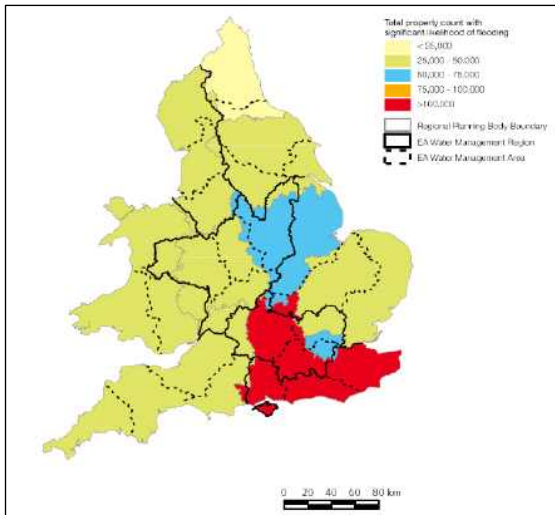 Total property count with
significant likelihood of flooding
< 25,000
25,000 - 50,000
50,000 - 75,000
75,000 - 100,000
>100,000
Regional Planning Body Boundary
EA Water Management Region
EA Water Management Area
0 20 40 60 80 km